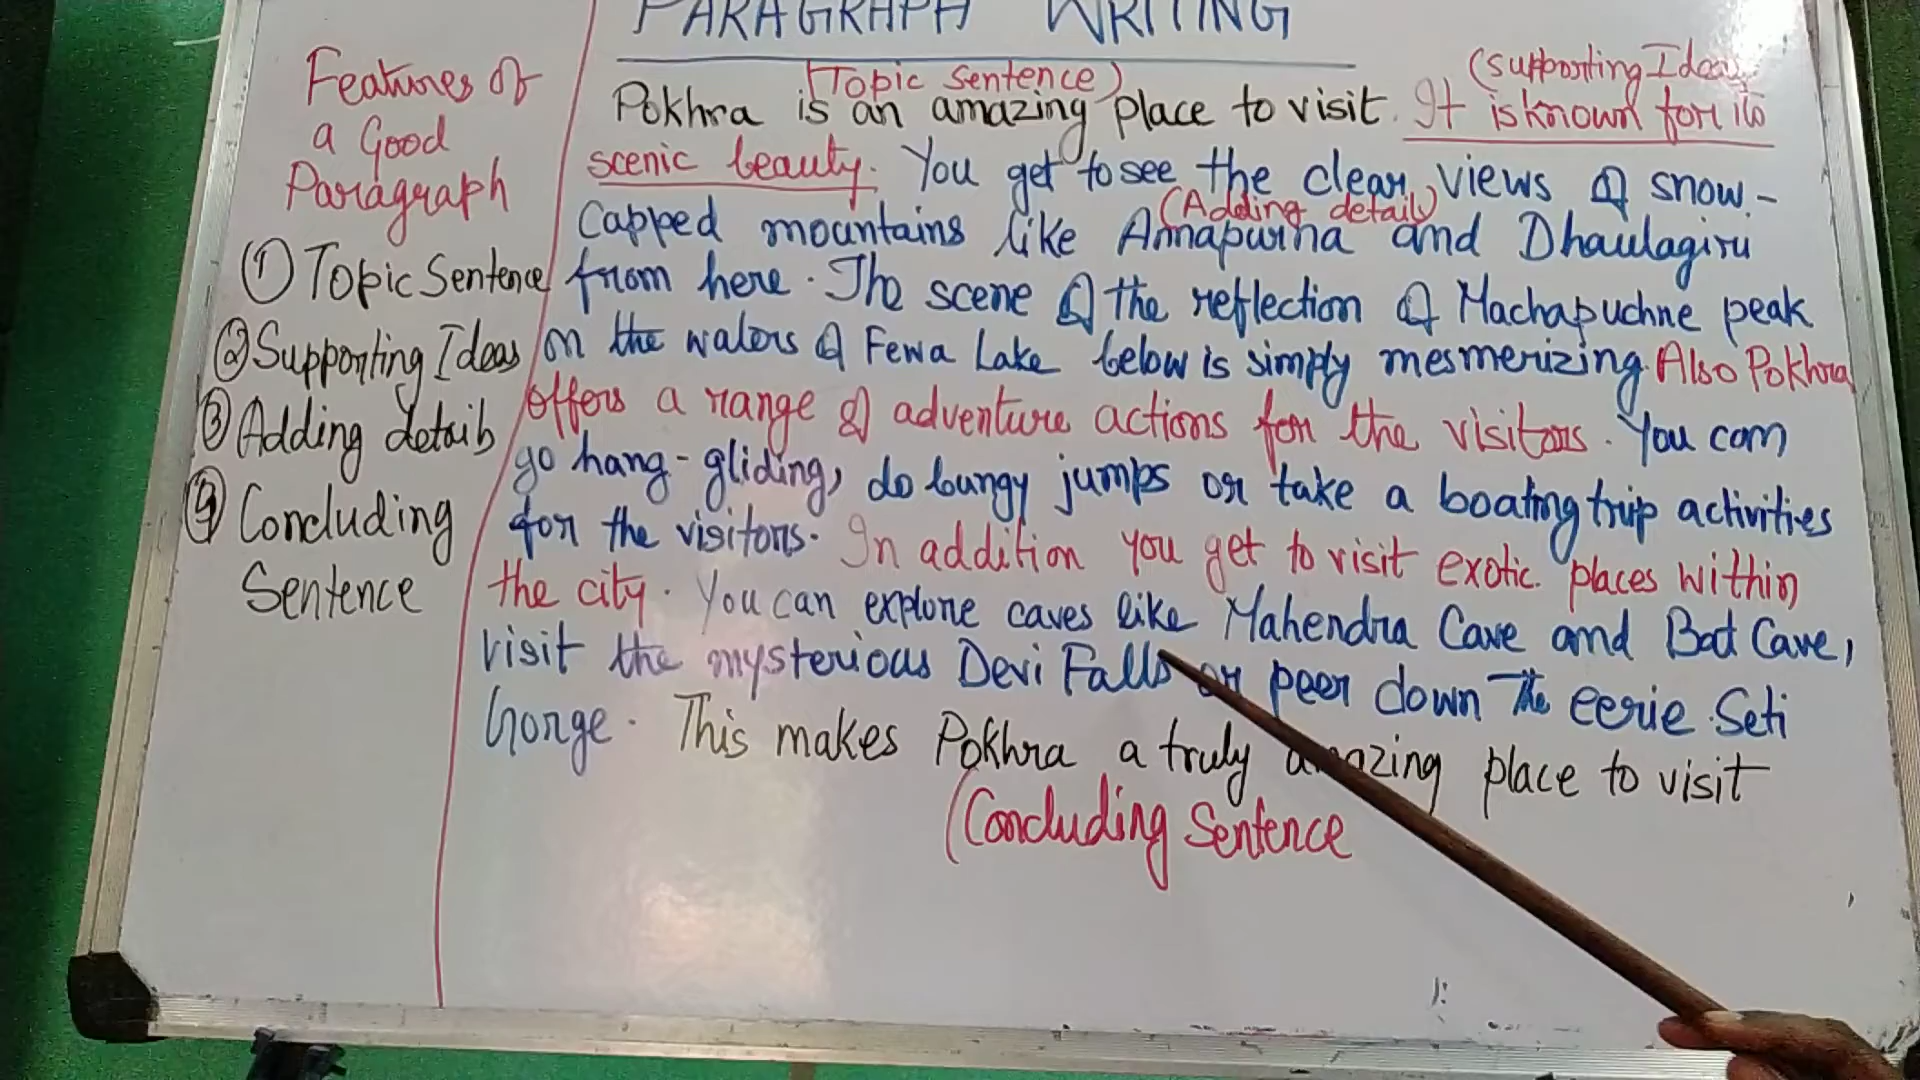 PARAGRAPH WRITING
Features of
a Good
Paragraph
① Topic Sentence
② Supporting Ideas
③ Adding details
④ Concluding
Sentence
(Topic Sentence)
(supporting Ideas
Pokhra is an amazing place to visit. It is known for its
scenic beauty. You get to see the clear views of snow-
(Adding details)
Capped mountains like Annapurna and Dhaulagiru
from here. The scene of the reflection of Machapuchne peak
on the waters of Fewa Lake below is simply mesmerizing. Also Pokhra
offers a range of adventure actions for the visitors. You can
go hang-gliding, do bungy jumps or take a boating trip activities
for the visitors. In addition you get to visit exotic places within
the city. You can explore caves like Mahendra Cave and Bat Cave,
visit the mysterious Devi Falls or peer down The eerie Seti
Gorge. This makes Pokhra a truly amazing place to visit
(Concluding Sentence